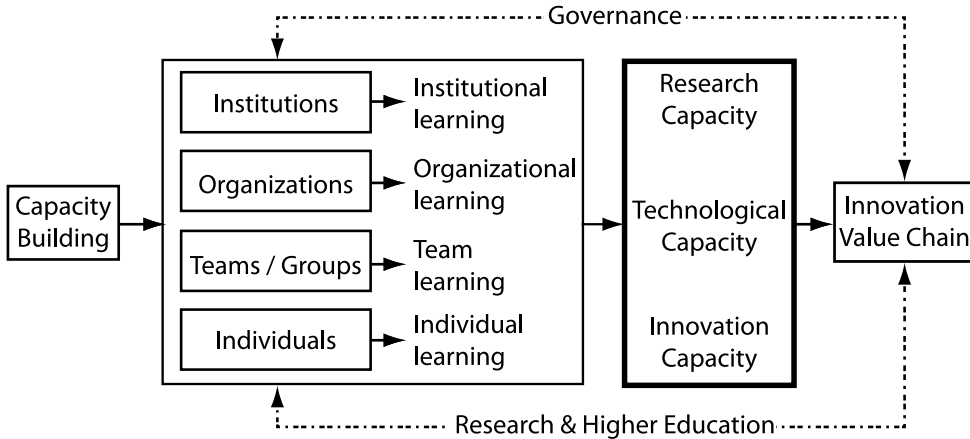 Governance
Capacity
Building
Institutions
Institutional
learning
Organizations
Organizational
learning
Teams / Groups
Team
learning
Individuals
Individual
learning
Research
Capacity
Technological
Capacity
Innovation
Capacity
Innovation
Value Chain
Research & Higher Education